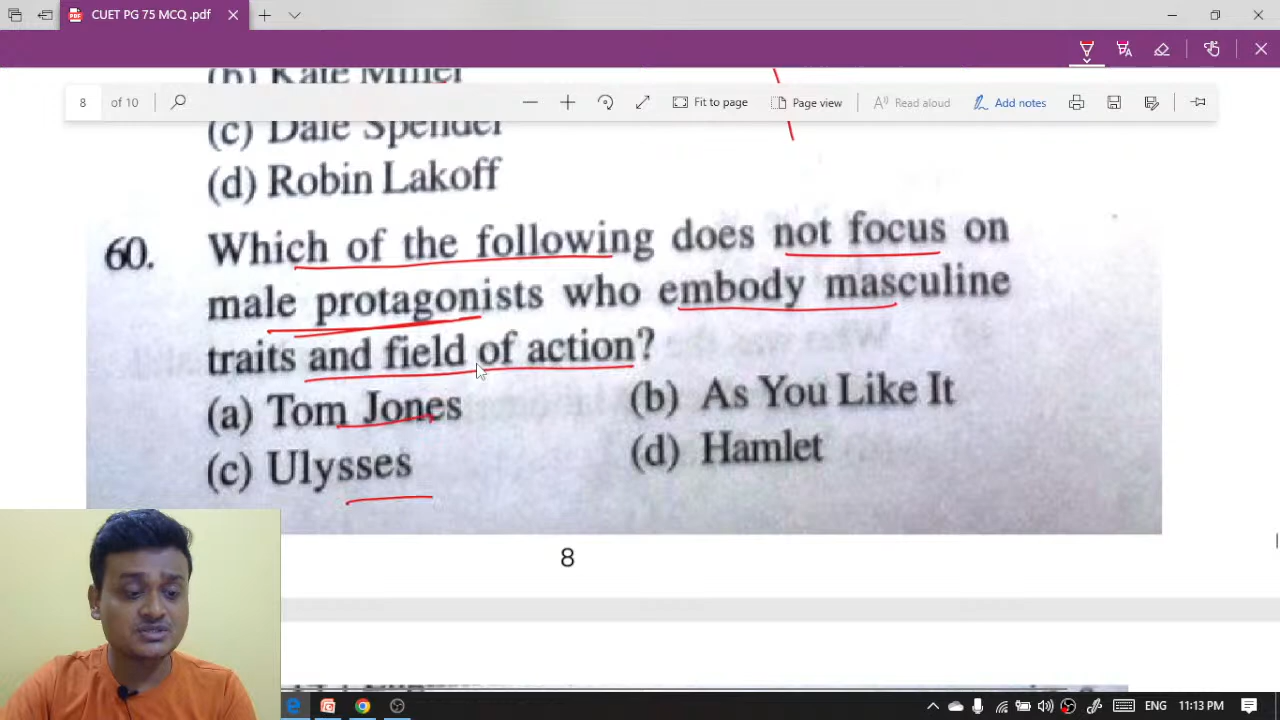 CUET PG 75 MCQ .pdf
8 of 10
Fit to page
Page view
Read aloud
Add notes
(b) Kate Miller
(c) Dale Spender
(d) Robin Lakoff
60. Which of the following does not focus on
male protagonists who embody masculine
traits and field of action?
(a) Tom Jones (b) As You Like It
(c) Ulysses (d) Hamlet
8
ENG 11:13 PM